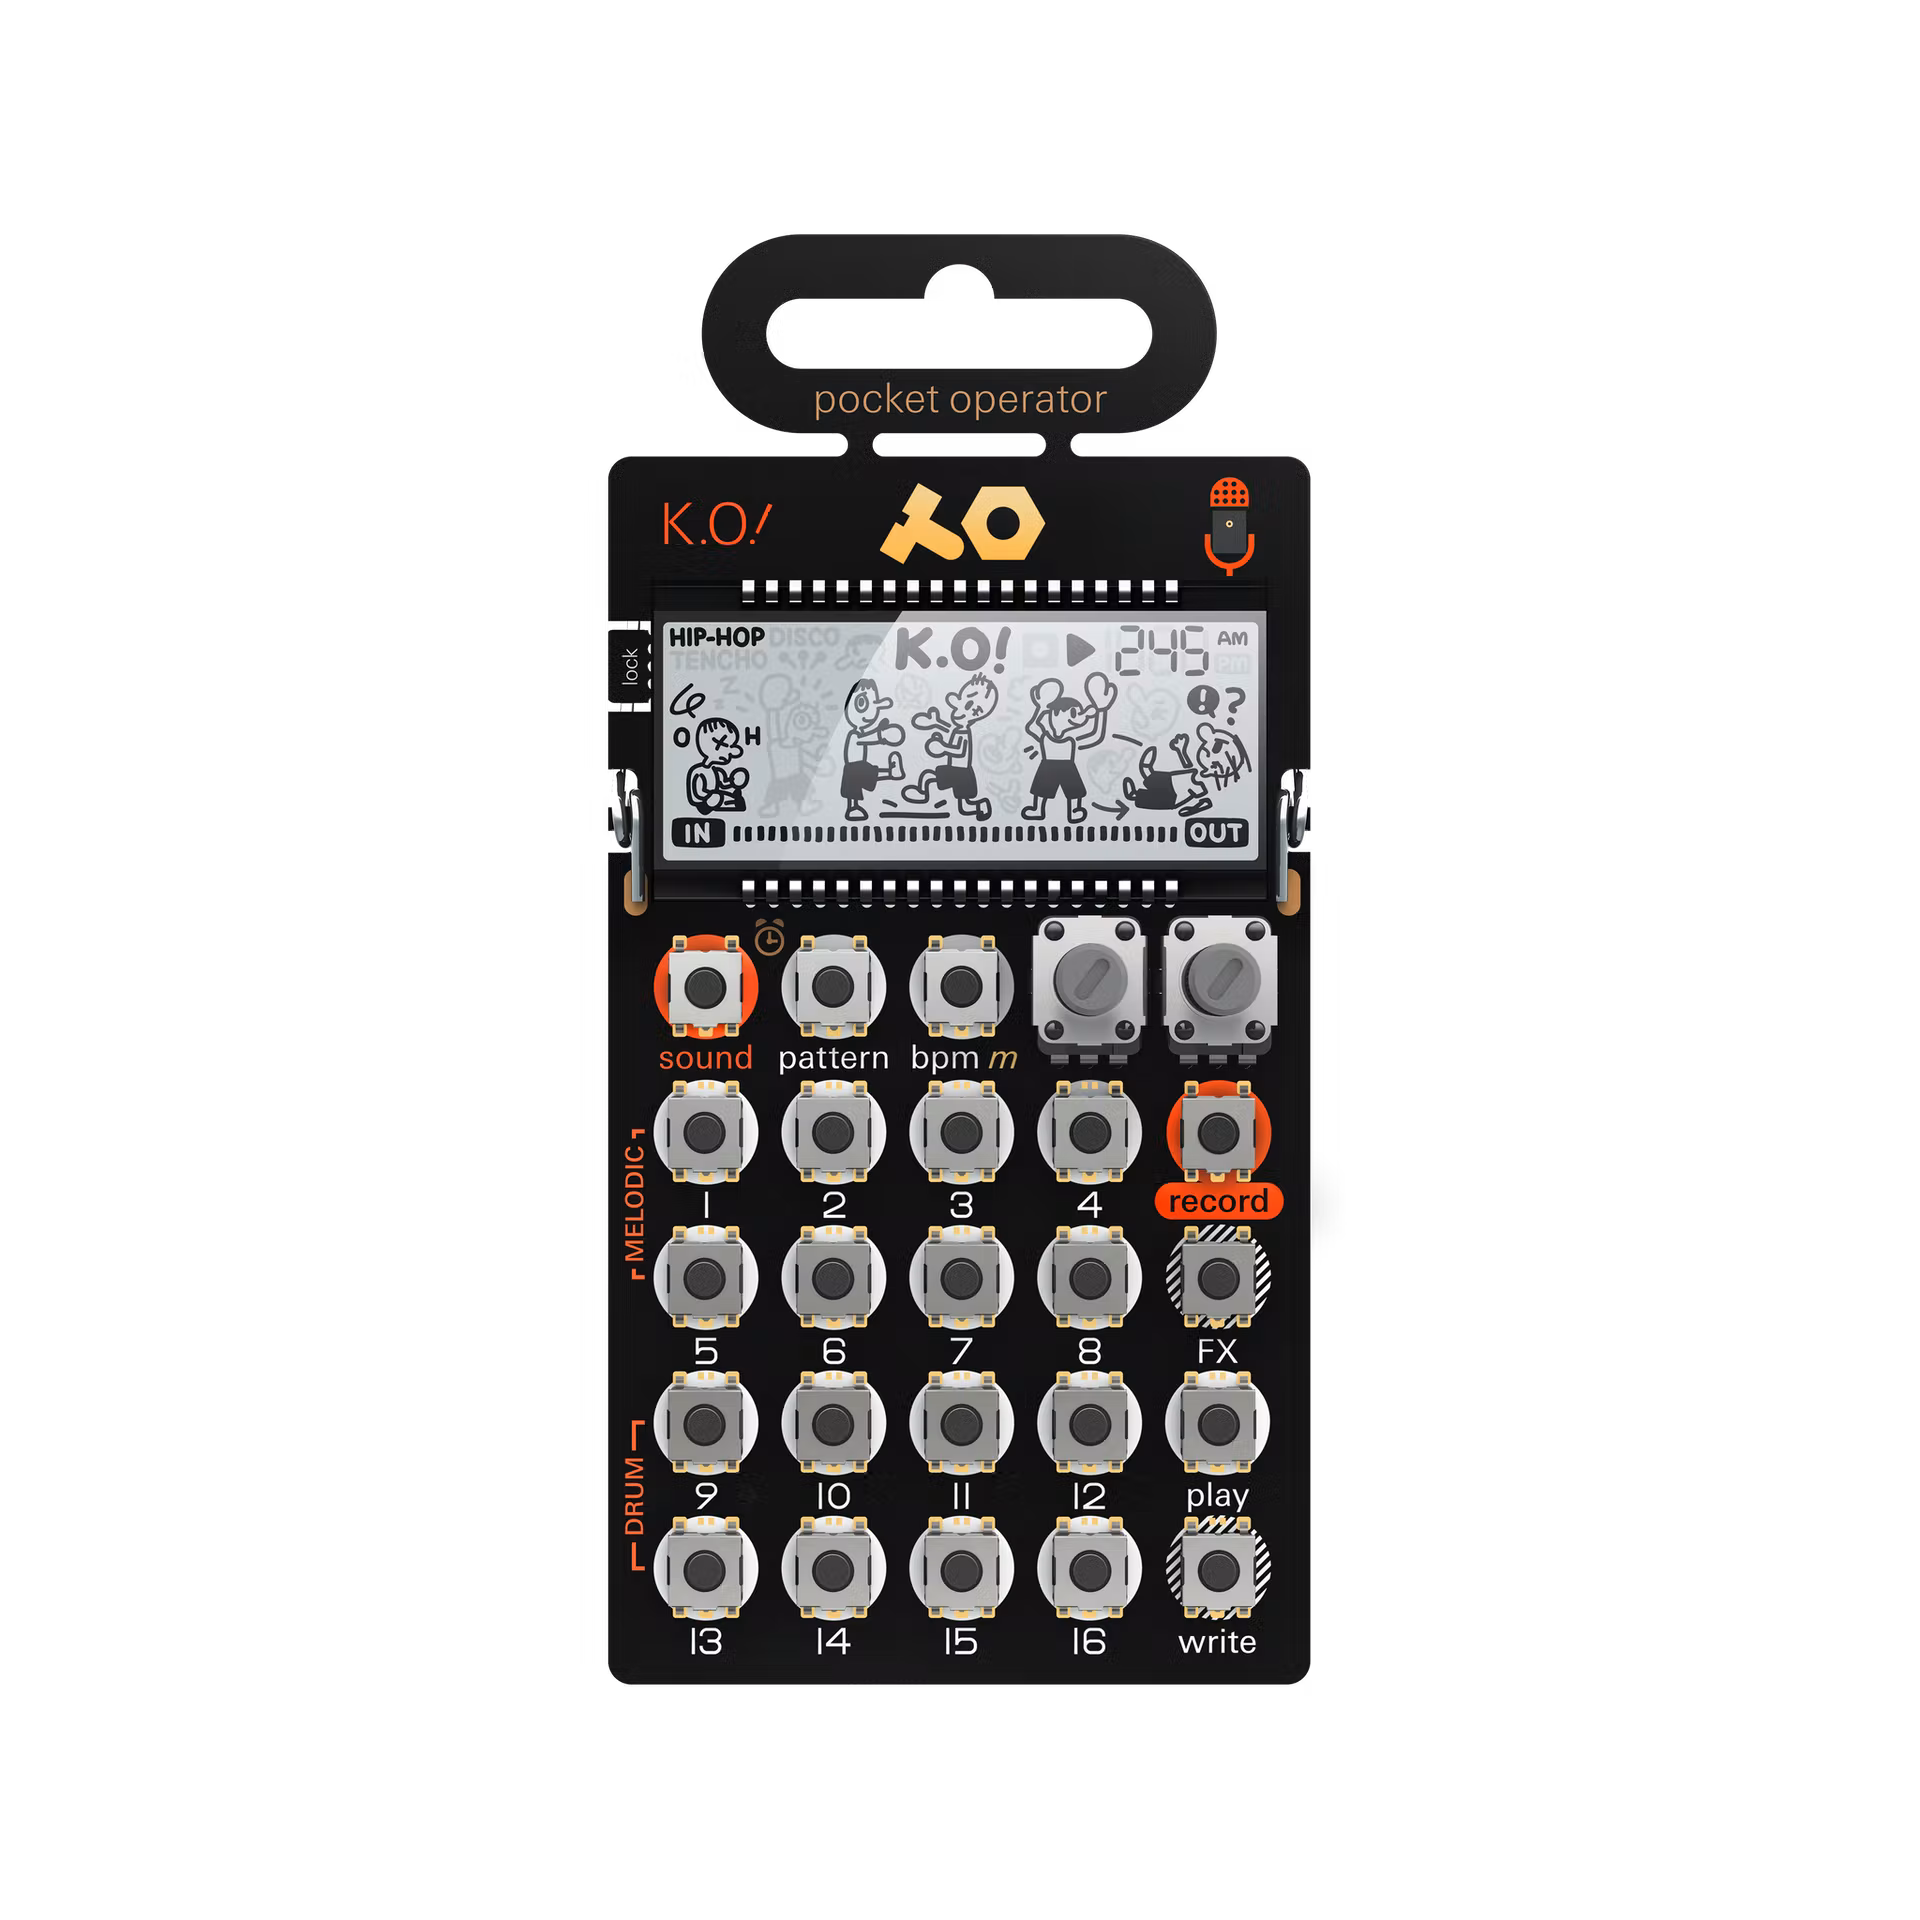 pocket operator
K.O!
HIP-HOP DISCO K.O! 245 AM
TENCHO PM
lock
z
!?
O H
IN OUT
sound pattern bpm m
MELODIC
1 2 3 4 record
5 6 7 8 FX
DRUM
9 10 11 12 play
13 14 15 16 write